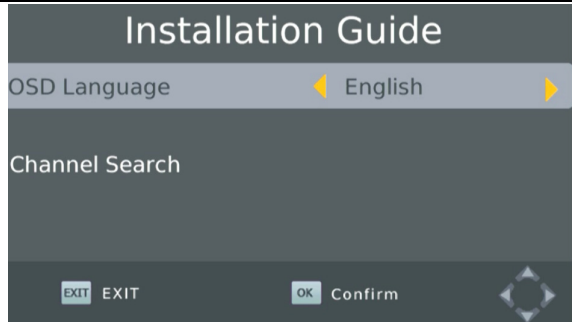 Installation Guide
OSD Language English
Channel Search
EXIT EXIT OK Confirm